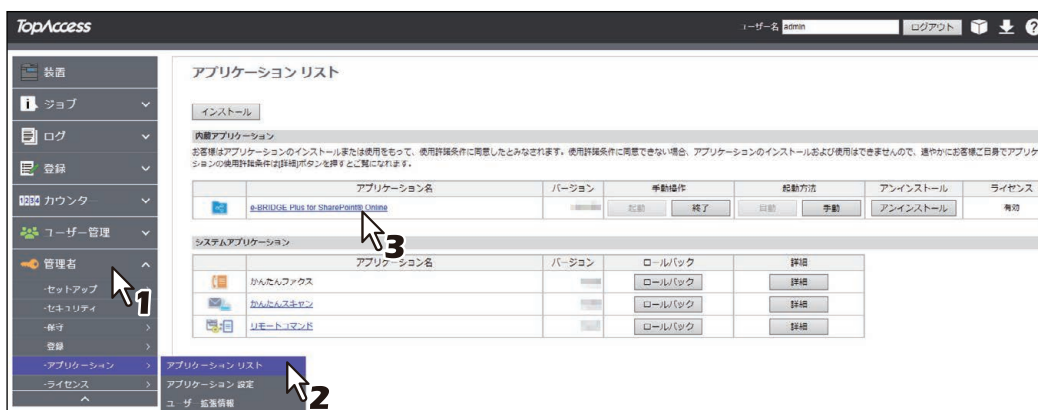 TopAccess
ユーザー名 admin ログアウト
装置
ジョブ
ログ
登録
カウンター
ユーザー管理
管理者
-セットアップ
-セキュリティ
-保守
登録
-アプリケーション
-ライセンス
1
アプリケーション リスト
アプリケーション 設定
ユーザー 拡張情報
2
アプリケーション リスト
インストール
内蔵アプリケーション
お客様はアプリケーションのインストールまたは使用をもって、使用許諾条件に同意したとみなされます。使用許諾条件に同意できない場合、アプリケーションのインストールおよび使用はできませんので、速やかにお客様ご自身でアプリケ
ションの使用許諾条件は[詳細]ボタンを押すとご覧になれます。
アプリケーション名 バージョン 手動操作 起動方法 アンインストール ライセンス
e-BRIDGE Plus for SharePoint® Online 起動 終了 自動 手動 アンインストール 有効
3
システムアプリケーション
アプリケーション名 バージョン ロールバック 詳細
かんたんファクス ロールバック 詳細
かんたんスキャン ロールバック 詳細
リモートコマンド ロールバック 詳細